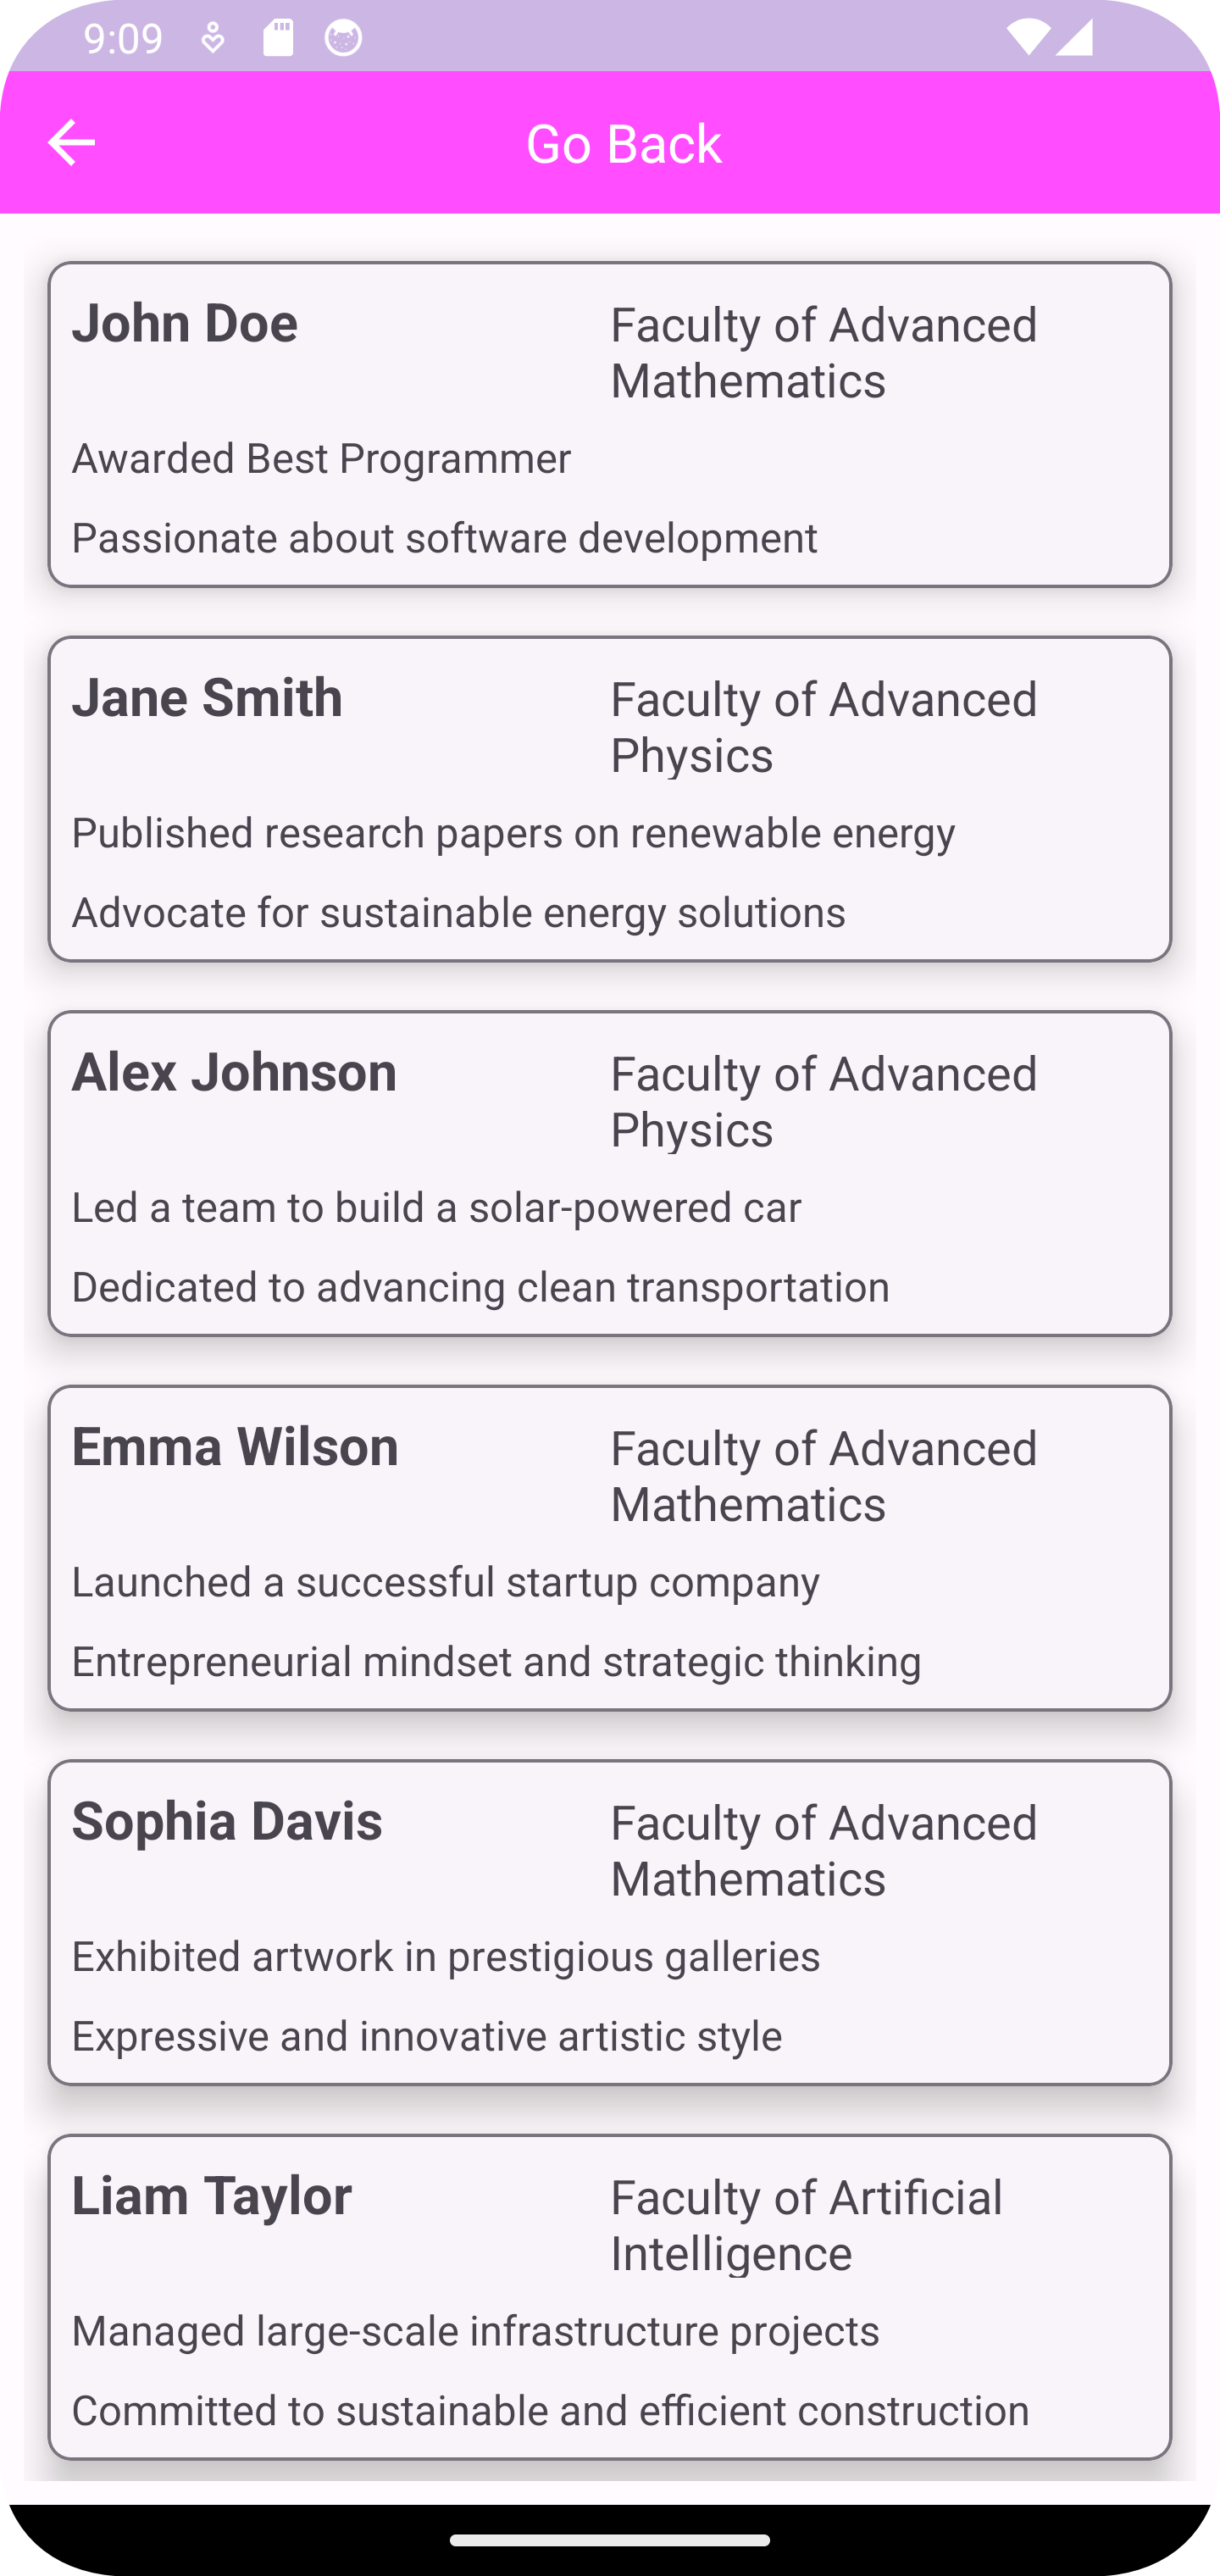 9:09
Go Back
John Doe
Faculty of Advanced
Mathematics
Awarded Best Programmer
Passionate about software development
Jane Smith
Faculty of Advanced
Physics
Published research papers on renewable energy
Advocate for sustainable energy solutions
Alex Johnson
Faculty of Advanced
Physics
Led a team to build a solar-powered car
Dedicated to advancing clean transportation
Emma Wilson
Faculty of Advanced
Mathematics
Launched a successful startup company
Entrepreneurial mindset and strategic thinking
Sophia Davis
Faculty of Advanced
Mathematics
Exhibited artwork in prestigious galleries
Expressive and innovative artistic style
Liam Taylor
Faculty of Artificial
Intelligence
Managed large-scale infrastructure projects
Committed to sustainable and efficient construction